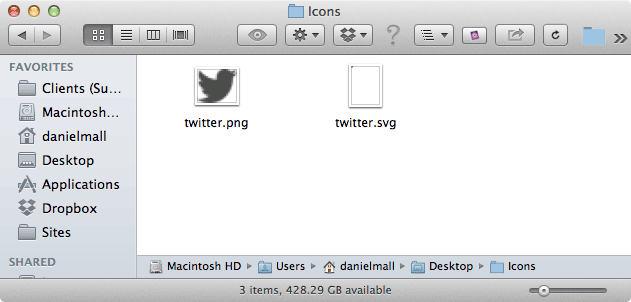 Icons
FAVORITES
Clients (Su...
Macintosh...
danielmall
Desktop
Applications
Dropbox
Sites
SHARED
twitter.png
twitter.svg
Macintosh HD
Users
danielmall
Desktop
Icons
3 items, 428.29 GB available